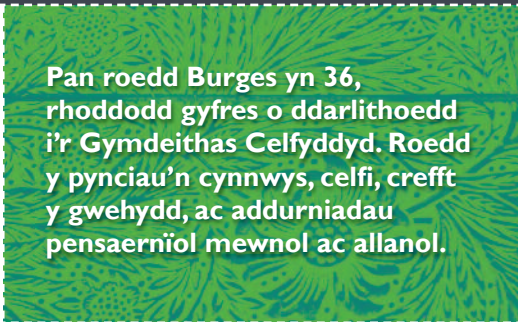 Pan roedd Burges yn 36,
rhoddodd gyfres o ddarlithoedd
i'r Gymdeithas Celfyddyd. Roedd
y pynciau'n cynnwys, celfi, crefft
y gwehydd, ac addurniadau
pensaernïol mewnol ac allanol.